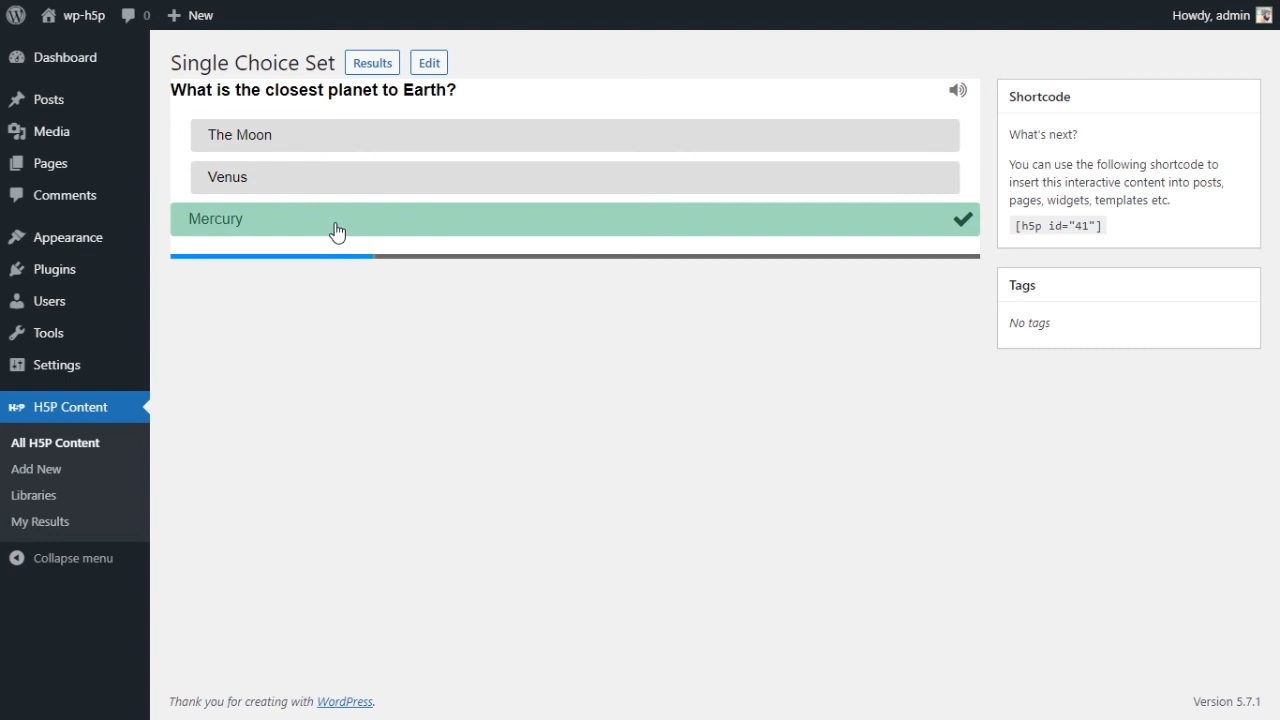 wp-h5p 0 New Howdy, admin
Dashboard
Posts
Media
Pages
Comments
Appearance
Plugins
Users
Tools
Settings
H5P H5P Content
All H5P Content
Add New
Libraries
My Results
Collapse menu
Single Choice Set Results Edit
What is the closest planet to Earth?
The Moon
Venus
Mercury
Shortcode
What's next?
You can use the following shortcode to
insert this interactive content into posts,
pages, widgets, templates etc.
[h5p id="41"]
Tags
No tags
Thank you for creating with WordPress.
Version 5.7.1